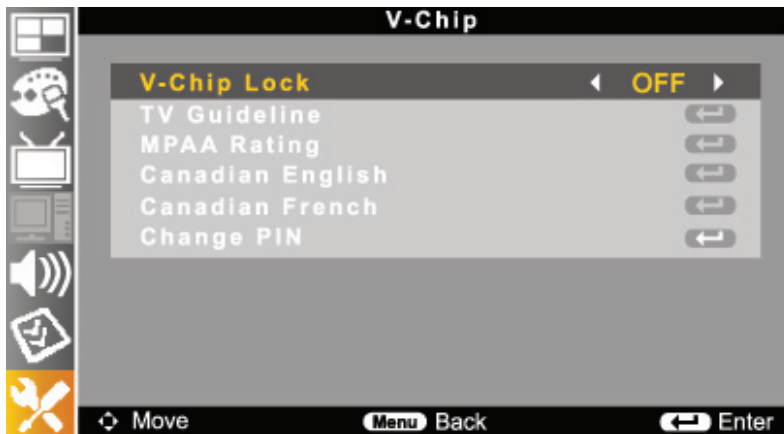 V-Chip
V-Chip Lock OFF
TV Guideline
MPAA Rating
Canadian English
Canadian French
Change PIN
Move Menu Back Enter